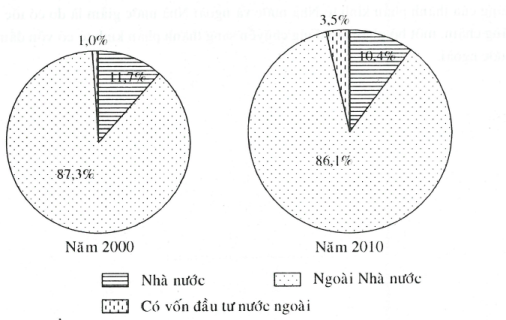 1,0%
11,7%
87,3%
Năm 2000
3,5%
10,4%
86,1%
Năm 2010
Nhà nước
Ngoài Nhà nước
Có vốn đầu tư nước ngoài